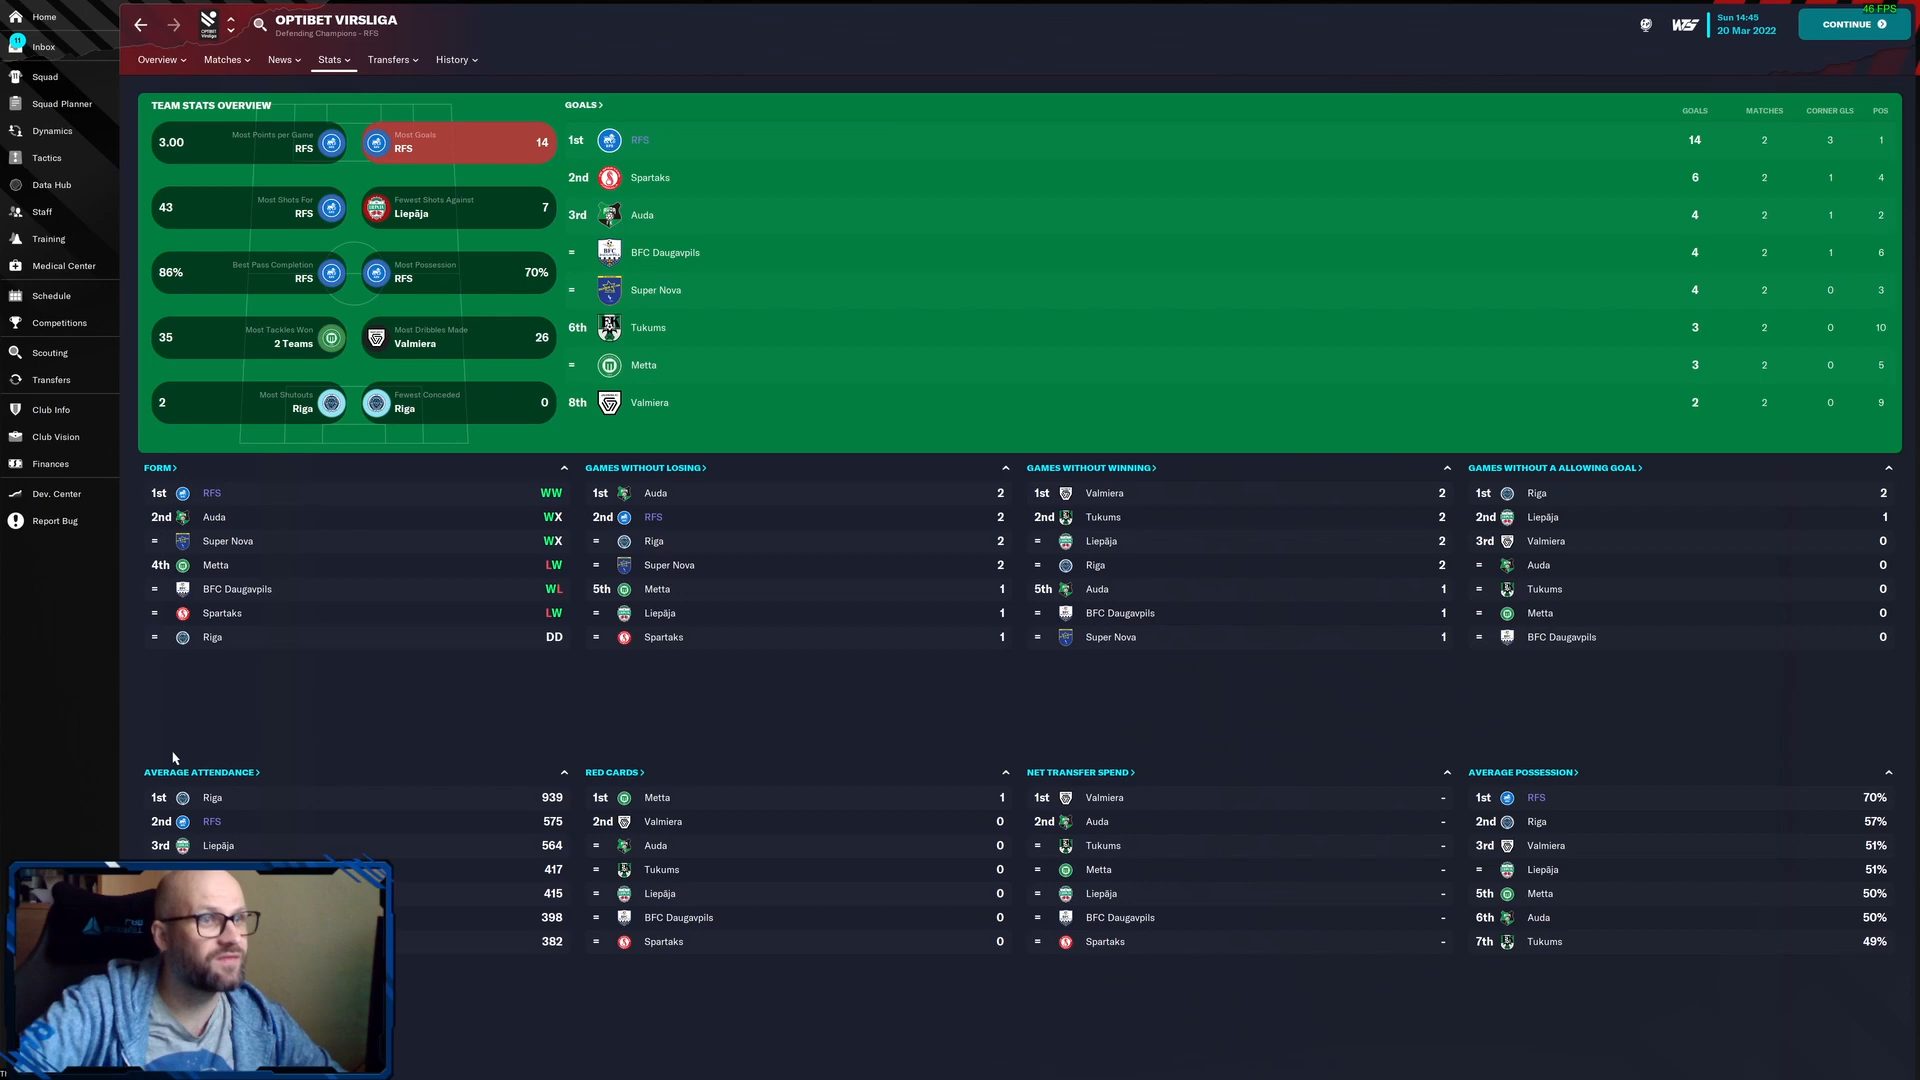 Home
11
Inbox
Squad
Squad Planner
Dynamics
Tactics
Data Hub
Staff
Training
Medical Center
Schedule
Competitions
Scouting
Transfers
Club Info
Club Vision
Finances
Dev. Center
Report Bug
OPTIBET VIRSLIGA
Defending Champions - RFS
Overview Matches News Stats Transfers History
46 FPS
Sun 14:45
20 Mar 2022
CONTINUE
TEAM STATS OVERVIEW
3.00 Most Points per Game RFS
Most Goals RFS 14
43 Most Shots For RFS
Fewest Shots Against Liepāja 7
86% Best Pass Completion RFS
Most Possession RFS 70%
35 Most Tackles Won 2 Teams
Most Dribbles Made Valmiera 26
2 Most Shutouts Riga
Fewest Conceded Riga 0
GOALS> GOALS MATCHES CORNER GLS POS
1st RFS 14 2 3 1
2nd Spartaks 6 2 1 4
3rd Auda 4 2 1 2
= BFC Daugavpils 4 2 1 6
= Super Nova 4 2 0 3
6th Tukums 3 2 0 10
= Metta 3 2 0 5
8th Valmiera 2 2 0 9
FORM>
1st RFS WW
2nd Auda WX
= Super Nova WX
4th Metta LW
= BFC Daugavpils WL
= Spartaks LW
= Riga DD
GAMES WITHOUT LOSING>
1st Auda 2
2nd RFS 2
= Riga 2
= Super Nova 2
5th Metta 1
= Liepāja 1
= Spartaks 1
GAMES WITHOUT WINNING>
1st Valmiera 2
2nd Tukums 2
= Liepāja 2
= Riga 2
5th Auda 1
= BFC Daugavpils 1
= Super Nova 1
GAMES WITHOUT A ALLOWING GOAL>
1st Riga 2
2nd Liepāja 1
3rd Valmiera 0
= Auda 0
= Tukums 0
= Metta 0
= BFC Daugavpils 0
AVERAGE ATTENDANCE>
1st Riga 939
2nd RFS 575
3rd Liepāja 564
417
415
398
382
RED CARDS>
1st Metta 1
2nd Valmiera 0
= Auda 0
= Tukums 0
= Liepāja 0
= BFC Daugavpils 0
= Spartaks 0
NET TRANSFER SPEND>
1st Valmiera -
2nd Auda -
= Tukums -
= Metta -
= Liepāja -
= BFC Daugavpils -
= Spartaks -
AVERAGE POSSESSION>
1st RFS 70%
2nd Riga 57%
3rd Valmiera 51%
= Liepāja 51%
5th Metta 50%
6th Auda 50%
7th Tukums 49%